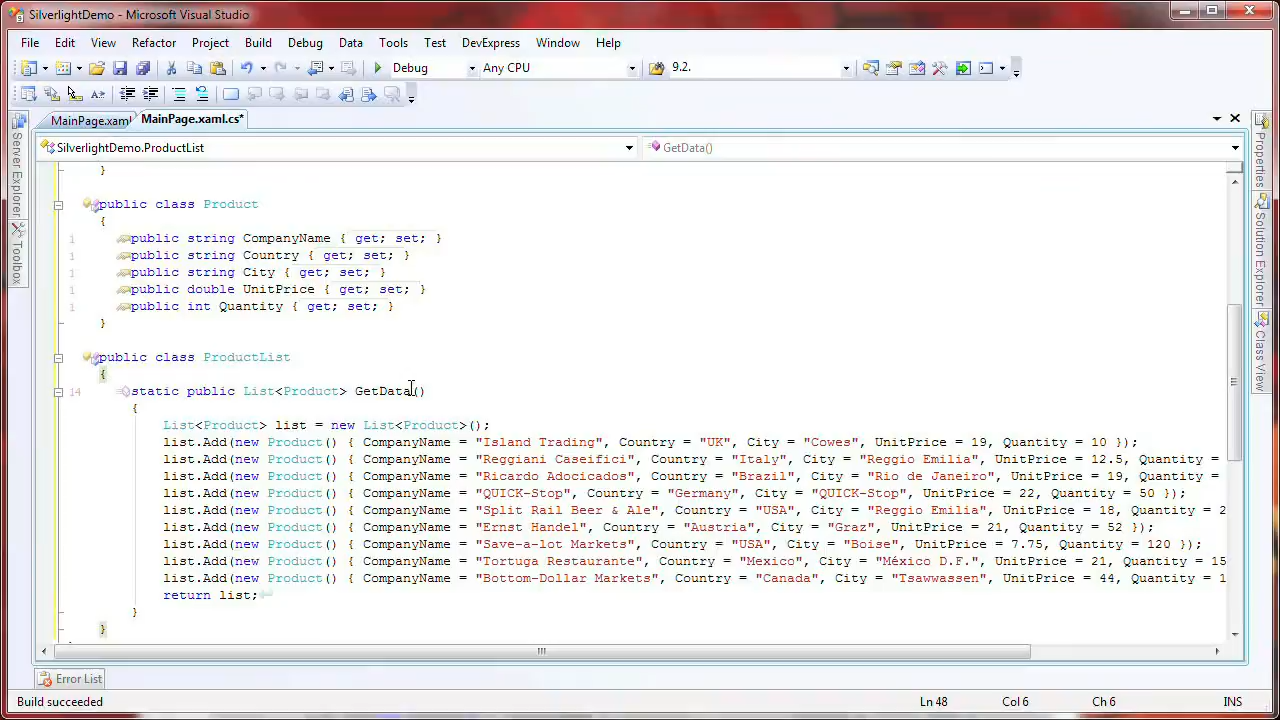 SilverlightDemo - Microsoft Visual Studio
File Edit View Refactor Project Build Debug Data Tools Test DevExpress Window Help
Debug Any CPU 9.2.
MainPage.xaml MainPage.xaml.cs*
SilverlightDemo.ProductList GetData()
Server Explorer
Toolbox
Properties
Solution Explorer
Class View
}
public class Product
{
1 public string CompanyName { get; set; }
1 public string Country { get; set; }
1 public string City { get; set; }
1 public double UnitPrice { get; set; }
1 public int Quantity { get; set; }
}
public class ProductList
{
14 static public List<Product> GetData()
{
List<Product> list = new List<Product>();
list.Add(new Product() { CompanyName = "Island Trading", Country = "UK", City = "Cowes", UnitPrice = 19, Quantity = 10 });
list.Add(new Product() { CompanyName = "Reggiani Caseifici", Country = "Italy", City = "Reggio Emilia", UnitPrice = 12.5, Quantity =
list.Add(new Product() { CompanyName = "Ricardo Adocicados", Country = "Brazil", City = "Rio de Janeiro", UnitPrice = 19, Quantity =
list.Add(new Product() { CompanyName = "QUICK-Stop", Country = "Germany", City = "QUICK-Stop", UnitPrice = 22, Quantity = 50 });
list.Add(new Product() { CompanyName = "Split Rail Beer & Ale", Country = "USA", City = "Reggio Emilia", UnitPrice = 18, Quantity = 2
list.Add(new Product() { CompanyName = "Ernst Handel", Country = "Austria", City = "Graz", UnitPrice = 21, Quantity = 52 });
list.Add(new Product() { CompanyName = "Save-a-lot Markets", Country = "USA", City = "Boise", UnitPrice = 7.75, Quantity = 120 });
list.Add(new Product() { CompanyName = "Tortuga Restaurante", Country = "Mexico", City = "México D.F.", UnitPrice = 21, Quantity = 15
list.Add(new Product() { CompanyName = "Bottom-Dollar Markets", Country = "Canada", City = "Tsawwassen", UnitPrice = 44, Quantity = 1
return list;
}
}
Error List
Build succeeded Ln 48 Col 6 Ch 6 INS